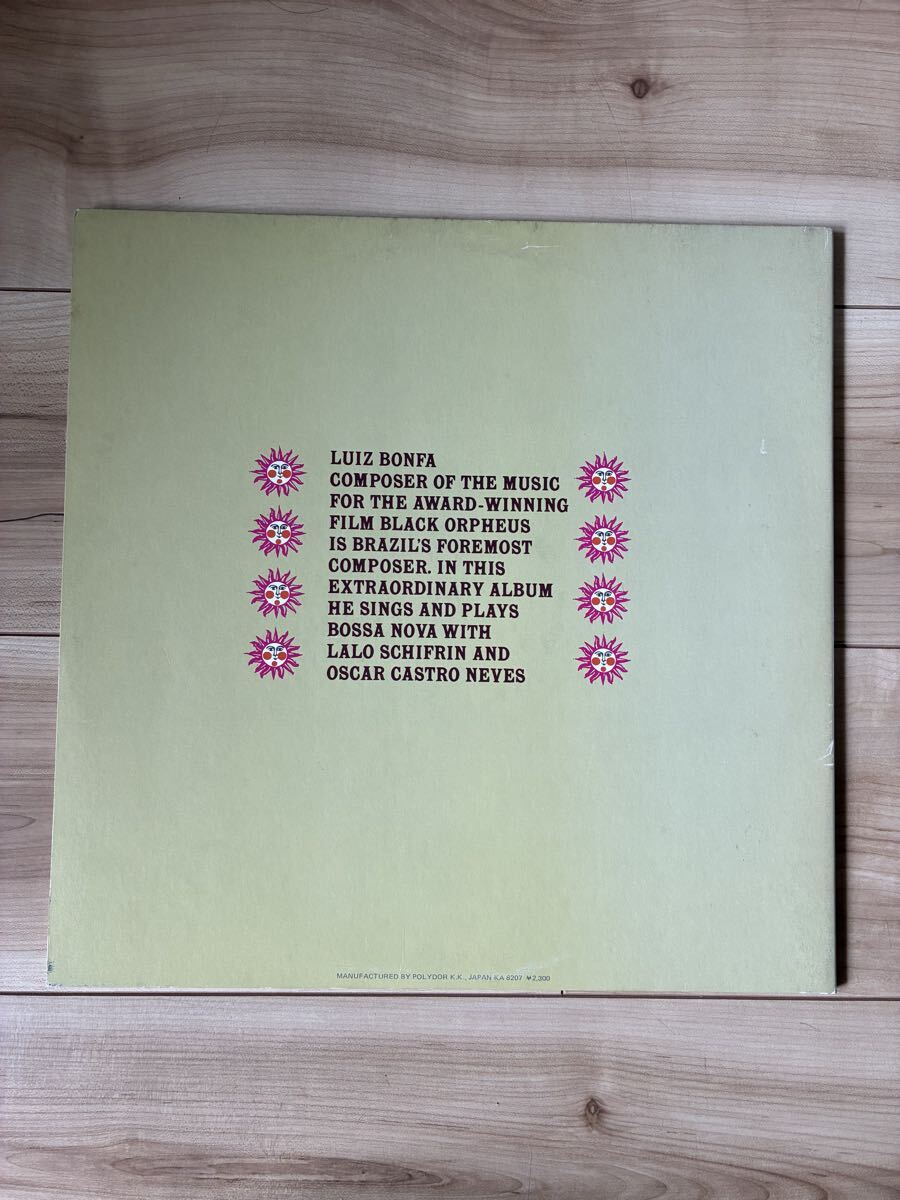 LUIZ BONFA
COMPOSER OF THE MUSIC
FOR THE AWARD-WINNING
FILM BLACK ORPHEUS
IS BRAZIL'S FOREMOST
COMPOSER. IN THIS
EXTRAORDINARY ALBUM
HE SINGS AND PLAYS
BOSSA NOVA WITH
LALO SCHIFRIN AND
OSCAR CASTRO NEVES
MANUFACTURED BY POLYDOR K.K., JAPAN KA 8207 ¥2,300